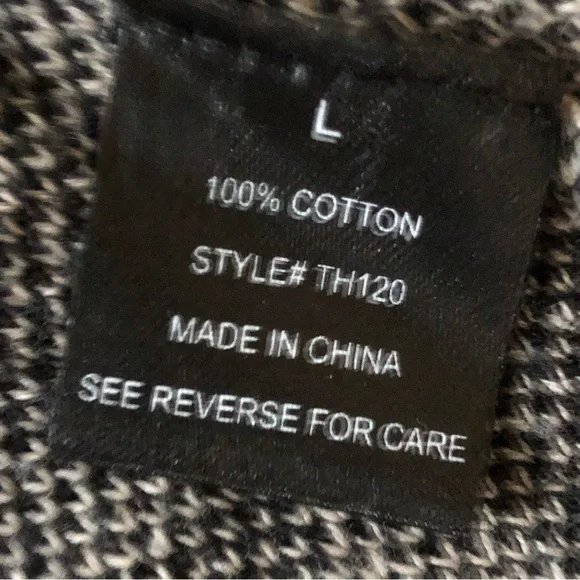 L
100% COTTON
STYLE# TH120
MADE IN CHINA
SEE REVERSE FOR CARE